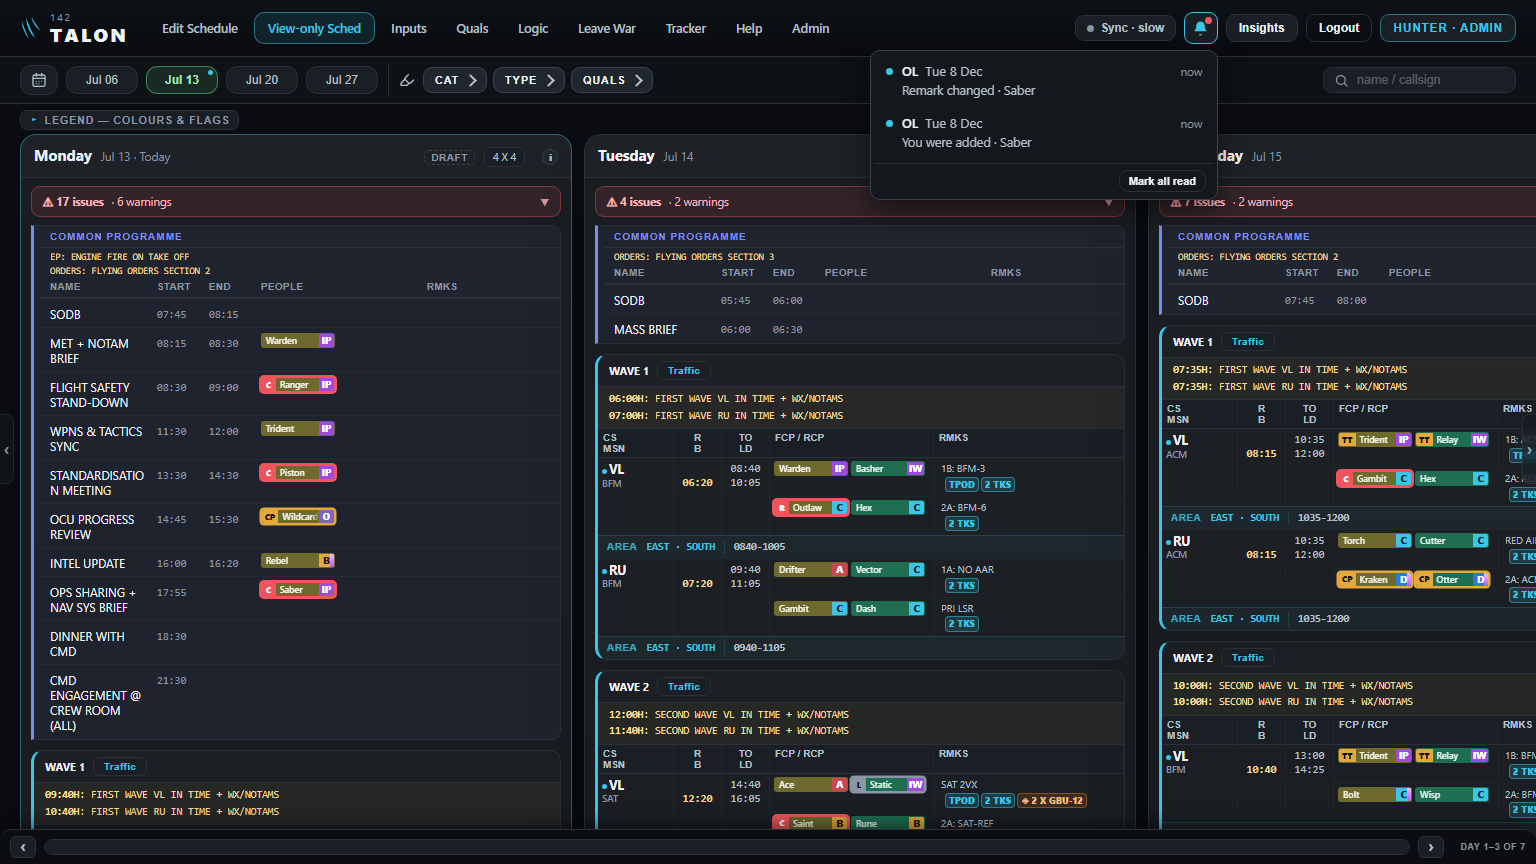 142
TALON
Edit Schedule
View-only Sched
Inputs
Quals
Logic
Leave War
Tracker
Help
Admin
Sync · slow
Insights
Logout
HUNTER · ADMIN
Jul 06
Jul 13
Jul 20
Jul 27
CAT
TYPE
QUALS
name / callsign
OL Tue 8 Dec now
Remark changed · Saber
OL Tue 8 Dec now
You were added · Saber
Mark all read
LEGEND — COLOURS & FLAGS
Monday Jul 13 · Today DRAFT 4 X 4 i
17 issues · 6 warnings
COMMON PROGRAMME
EP: ENGINE FIRE ON TAKE OFF
ORDERS: FLYING ORDERS SECTION 2
NAME START END PEOPLE RMKS
SODB 07:45 08:15
MET + NOTAM BRIEF 08:15 08:30 Warden IP
FLIGHT SAFETY STAND-DOWN 08:30 09:00 C Ranger IP
WPNS & TACTICS SYNC 11:30 12:00 Trident IP
STANDARDISATIO
N MEETING 13:30 14:30 C Piston IP
OCU PROGRESS REVIEW 14:45 15:30 CP Wildcard O
INTEL UPDATE 16:00 16:20 Rebel B
OPS SHARING + NAV SYS BRIEF 17:55 C Saber IP
DINNER WITH CMD 18:30
CMD ENGAGEMENT @ CREW ROOM (ALL) 21:30
WAVE 1 Traffic
09:40H: FIRST WAVE VL IN TIME + WX/NOTAMS
10:40H: FIRST WAVE RU IN TIME + WX/NOTAMS
Tuesday Jul 14
4 issues · 2 warnings
COMMON PROGRAMME
ORDERS: FLYING ORDERS SECTION 3
NAME START END PEOPLE RMKS
SODB 05:45 06:00
MASS BRIEF 06:00 06:30
WAVE 1 Traffic
06:00H: FIRST WAVE VL IN TIME + WX/NOTAMS
07:00H: FIRST WAVE RU IN TIME + WX/NOTAMS
CS R TO FCP / RCP RMKS
MSN B LD
VL 08:40 Warden IP Basher IW 1B: BFM-3
BFM 06:20 10:05 TPOD 2 TKS
R Outlaw C Hex C 2A: BFM-6
2 TKS
AREA EAST · SOUTH 0840-1005
RU 09:40 Drifter A Vector C 1A: NO AAR
BFM 07:20 11:05 2 TKS
Gambit C Dash C PRI LSR
2 TKS
AREA EAST · SOUTH 0940-1105
WAVE 2 Traffic
12:00H: SECOND WAVE VL IN TIME + WX/NOTAMS
11:40H: SECOND WAVE RU IN TIME + WX/NOTAMS
CS R TO FCP / RCP RMKS
MSN B LD
VL 14:40 Ace A L Static IW SAT 2VX
SAT 12:20 16:05 TPOD 2 TKS 2 X GBU-12
C Saint B Rune B 2A: SAT-REF
day Jul 15
7 issues · 2 warnings
COMMON PROGRAMME
ORDERS: FLYING ORDERS SECTION 2
NAME START END PEOPLE
SODB 07:45 08:00
WAVE 1 Traffic
07:35H: FIRST WAVE VL IN TIME + WX/NOTAMS
07:35H: FIRST WAVE RU IN TIME + WX/NOTAMS
CS R TO FCP / RCP RMKS
MSN B LD
VL 10:35 TT Trident IP TT Relay IW 1B:
ACM 08:15 12:00
C Gambit C Hex C 2A:
2 TKS
AREA EAST · SOUTH 1035-1200
RU 10:35 Torch C Cutter C RED AI
ACM 08:15 12:00 2 TKS
CP Kraken D CP Otter D 2A: AC
2 TKS
AREA EAST · SOUTH 1035-1200
WAVE 2 Traffic
10:00H: SECOND WAVE VL IN TIME + WX/NOTAMS
10:00H: SECOND WAVE RU IN TIME + WX/NOTAMS
CS R TO FCP / RCP RMKS
MSN B LD
VL 13:00 TT Trident IP TT Relay IW 1B: BFM
BFM 10:40 14:25 2 TKS
Bolt C Wisp C 2A: BFM
2 TKS
DAY 1–3 OF 7